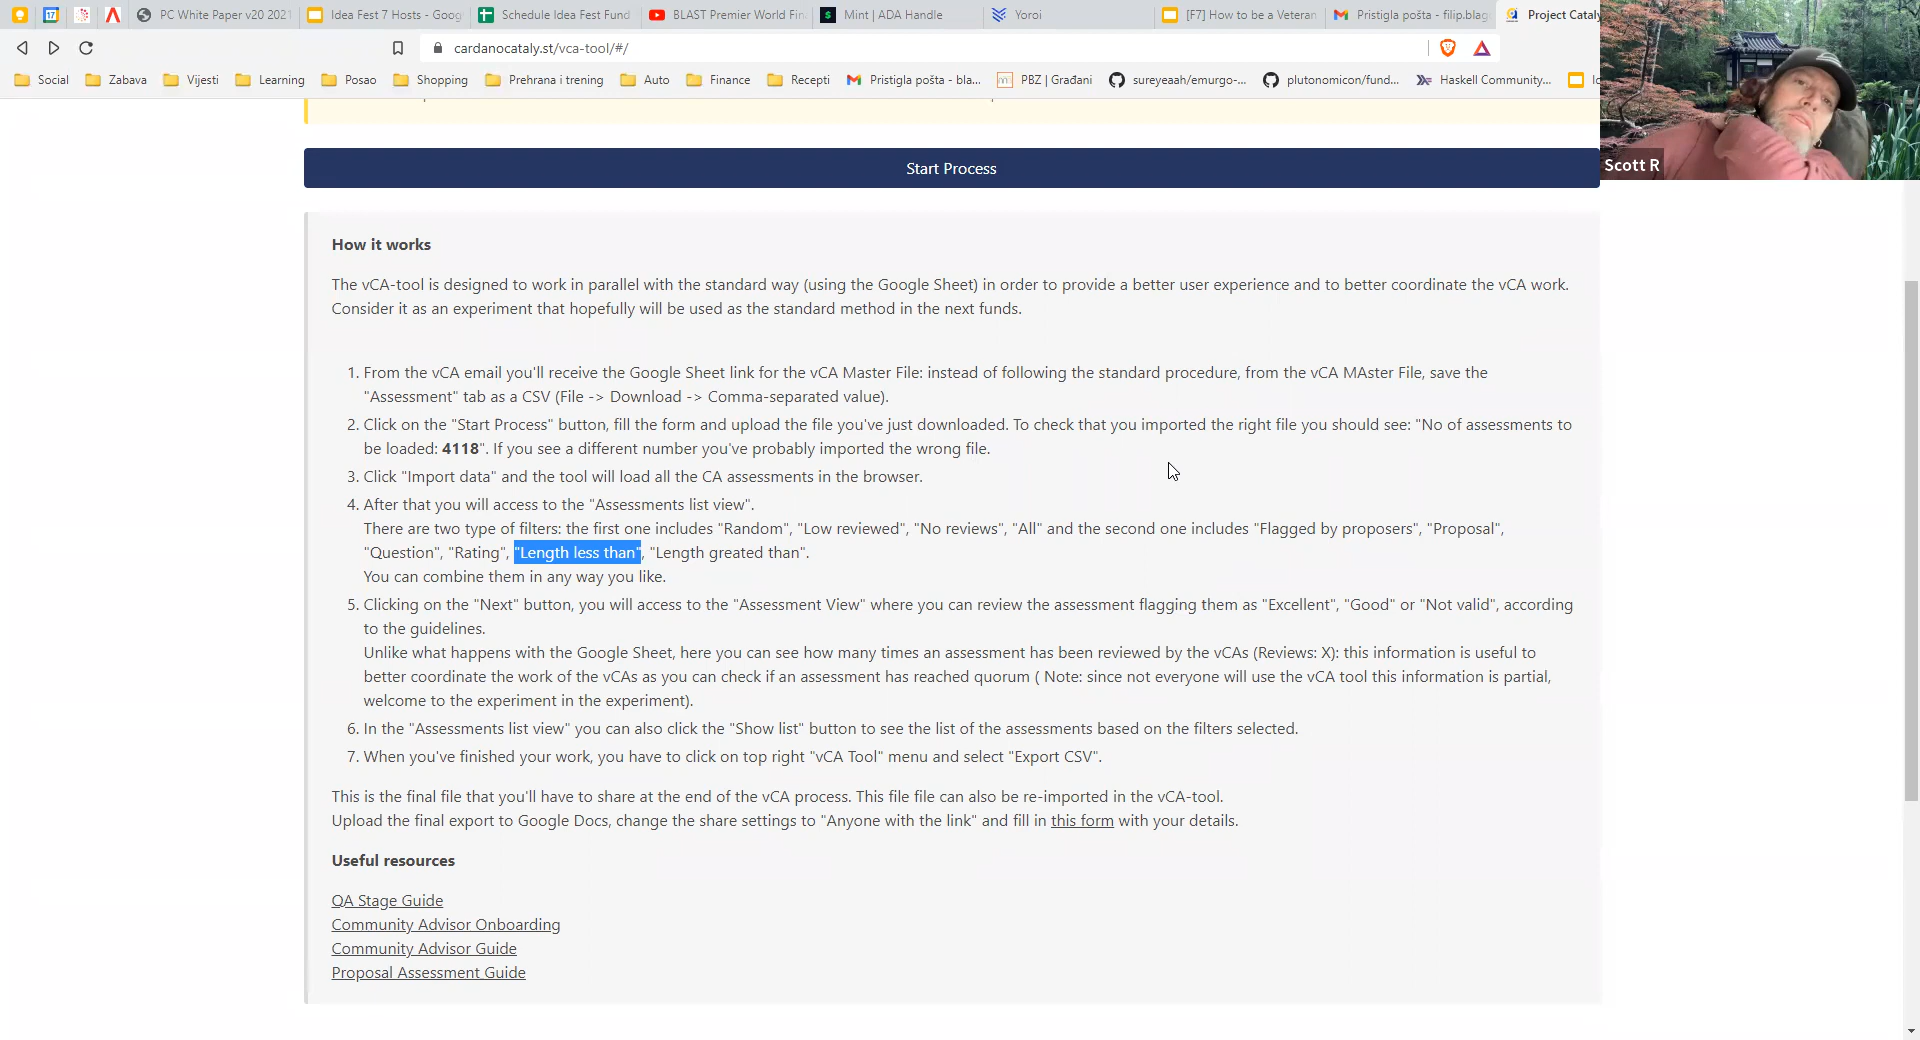 PC White Paper v20 2021
Idea Fest 7 Hosts - Goog
Schedule Idea Fest Fund
BLAST Premier World Fin
Mint | ADA Handle
Yoroi
[F7] How to be a Veteran
Pristigla pošta - filip.blag
Project Cataly
cardanocataly.st/vca-tool/#/
Social
Zabava
Vijesti
Learning
Posao
Shopping
Prehrana i trening
Auto
Finance
Recepti
Pristigla pošta - bla...
PBZ | Građani
sureyeaah/emurgo-...
plutonomicon/fund...
Haskell Community...
Scott R
Start Process
How it works
The vCA-tool is designed to work in parallel with the standard way (using the Google Sheet) in order to provide a better user experience and to better coordinate the vCA work.
Consider it as an experiment that hopefully will be used as the standard method in the next funds.
1. From the vCA email you'll receive the Google Sheet link for the vCA Master File: instead of following the standard procedure, from the vCA MAster File, save the
"Assessment" tab as a CSV (File -> Download -> Comma-separated value).
2. Click on the "Start Process" button, fill the form and upload the file you've just downloaded. To check that you imported the right file you should see: "No of assessments to
be loaded: 4118". If you see a different number you've probably imported the wrong file.
3. Click "Import data" and the tool will load all the CA assessments in the browser.
4. After that you will access to the "Assessments list view".
There are two type of filters: the first one includes "Random", "Low reviewed", "No reviews", "All" and the second one includes "Flagged by proposers", "Proposal",
"Question", "Rating", "Length less than", "Length greated than".
You can combine them in any way you like.
5. Clicking on the "Next" button, you will access to the "Assessment View" where you can review the assessment flagging them as "Excellent", "Good" or "Not valid", according
to the guidelines.
Unlike what happens with the Google Sheet, here you can see how many times an assessment has been reviewed by the vCAs (Reviews: X): this information is useful to
better coordinate the work of the vCAs as you can check if an assessment has reached quorum ( Note: since not everyone will use the vCA tool this information is partial,
welcome to the experiment in the experiment).
6. In the "Assessments list view" you can also click the "Show list" button to see the list of the assessments based on the filters selected.
7. When you've finished your work, you have to click on top right "vCA Tool" menu and select "Export CSV".
This is the final file that you'll have to share at the end of the vCA process. This file file can also be re-imported in the vCA-tool.
Upload the final export to Google Docs, change the share settings to "Anyone with the link" and fill in this form with your details.
Useful resources
QA Stage Guide
Community Advisor Onboarding
Community Advisor Guide
Proposal Assessment Guide